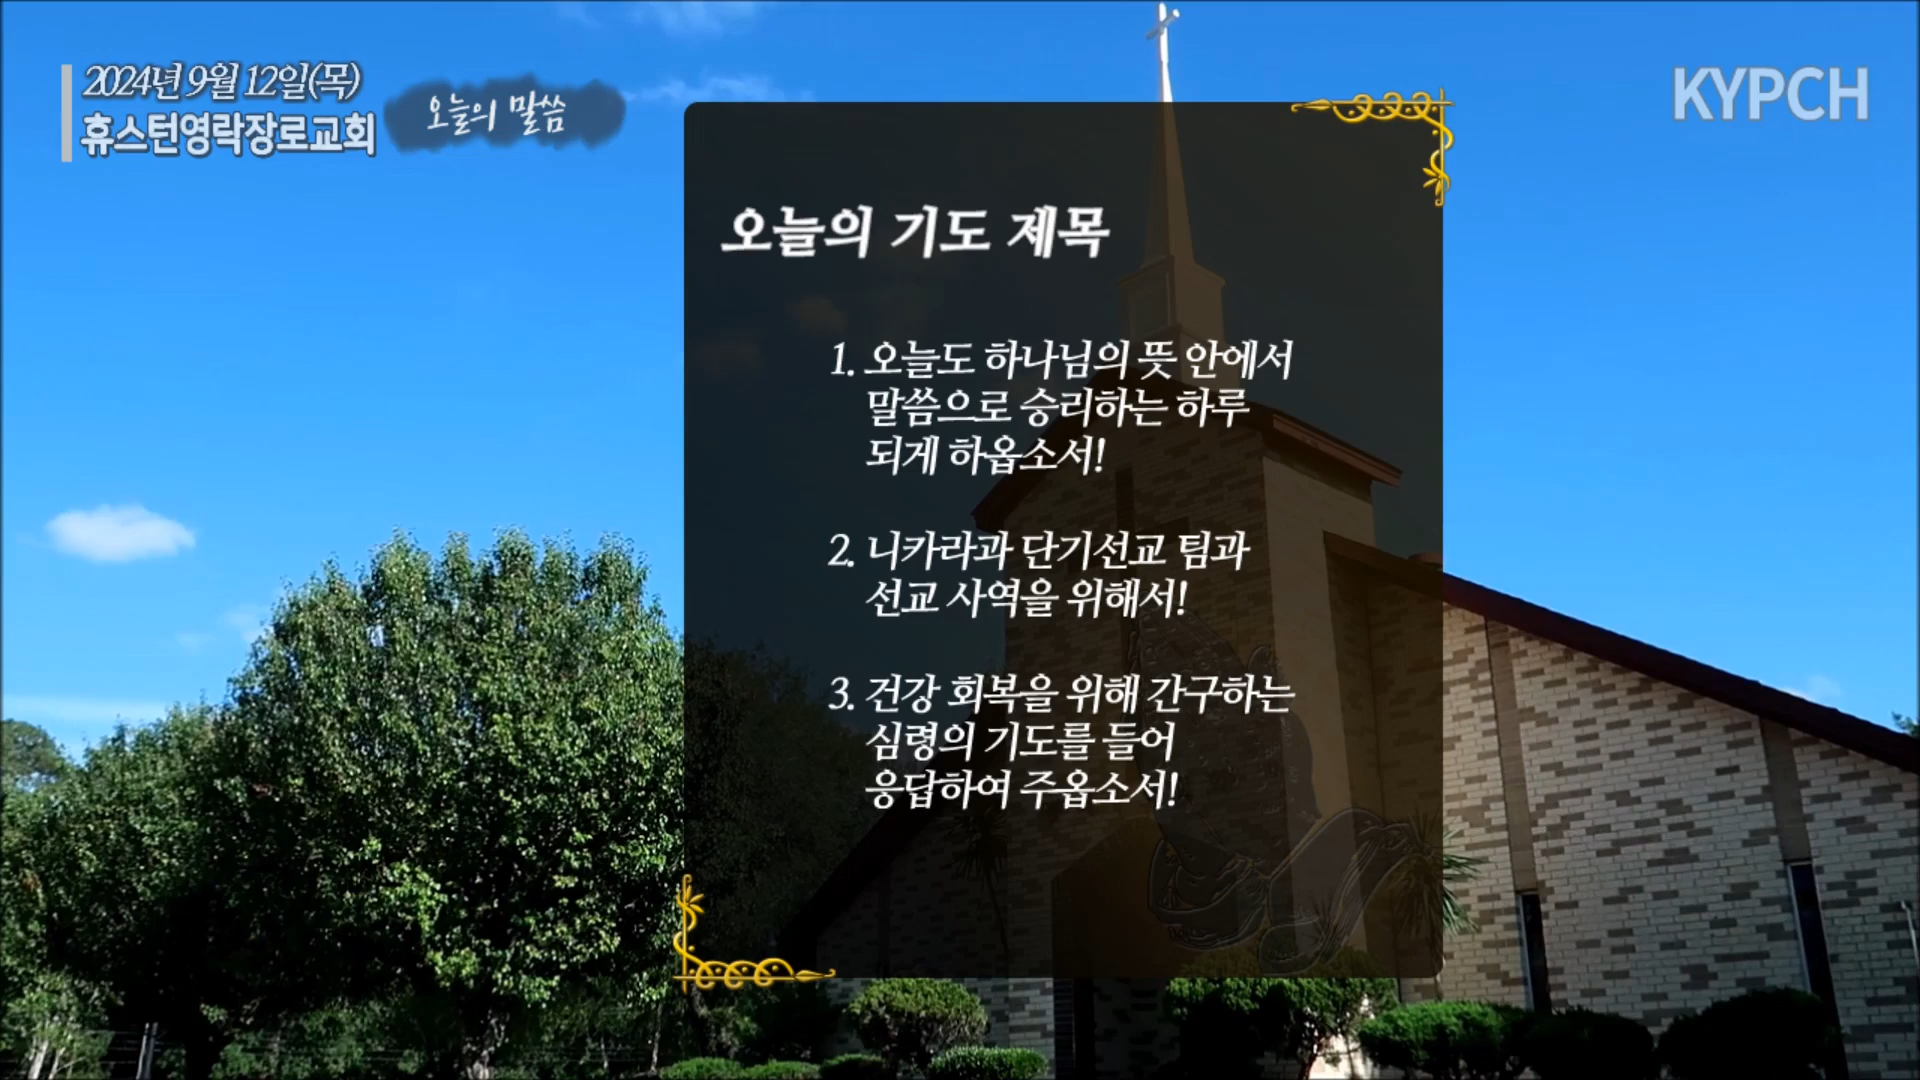 2024년 9월 12일(목)
휴스턴영락장로교회
오늘의 말씀
KYPCH
오늘의 기도 제목
1. 오늘도 하나님의 뜻 안에서
말씀으로 승리하는 하루
되게 하옵소서!
2. 니카라과 단기선교 팀과
선교 사역을 위해서!
3. 건강 회복을 위해 간구하는
심령의 기도를 들어
응답하여 주옵소서!